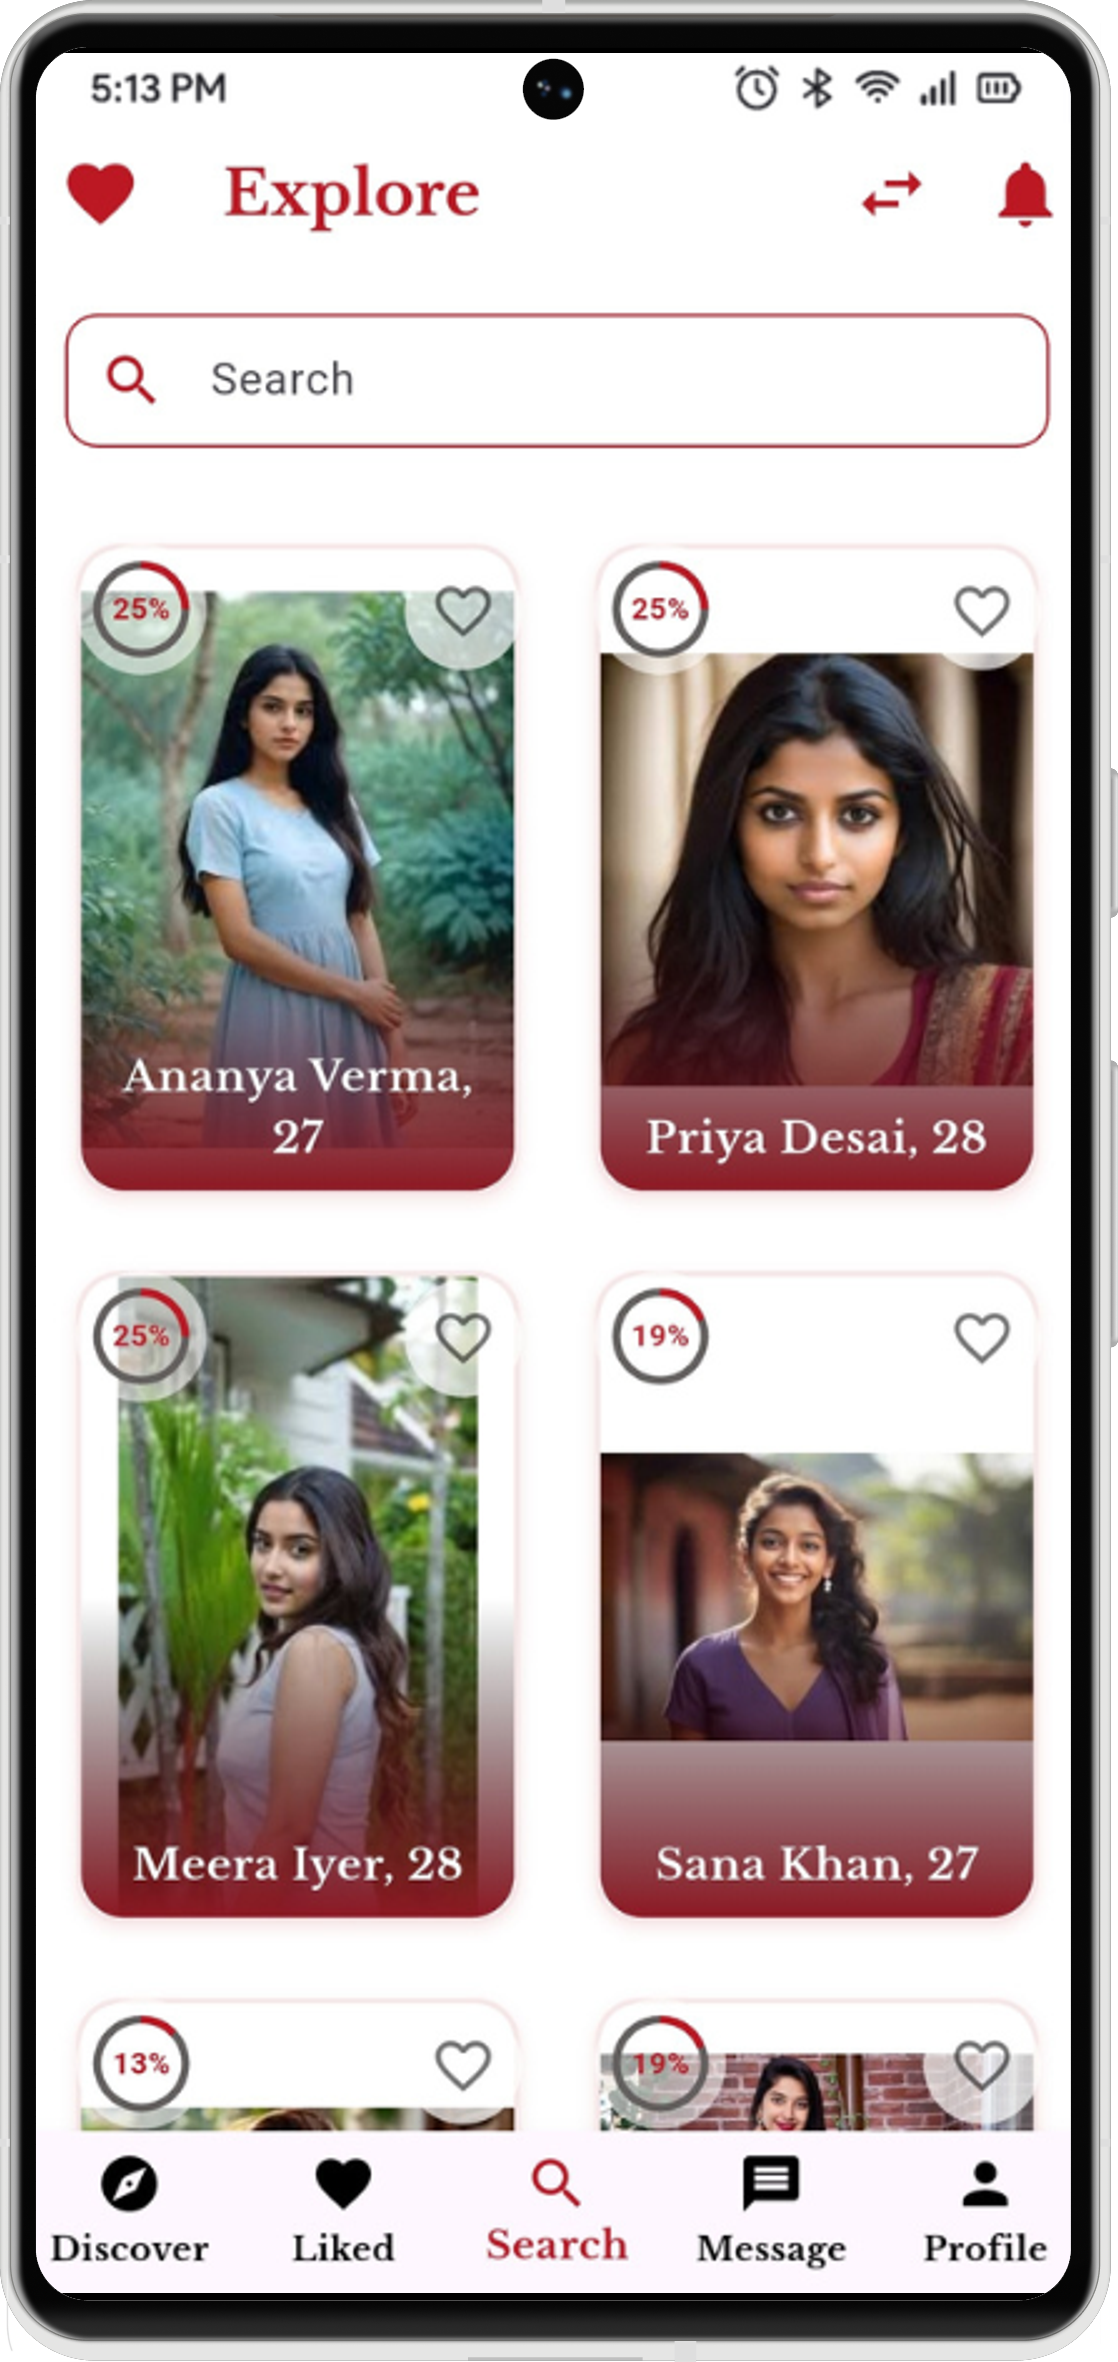 5:13 PM
Explore
Search
25%
25%
Ananya Verma,
27
Priya Desai, 28
25%
19%
Meera Iyer, 28
Sana Khan, 27
13%
19%
Discover
Liked
Search
Message
Profile